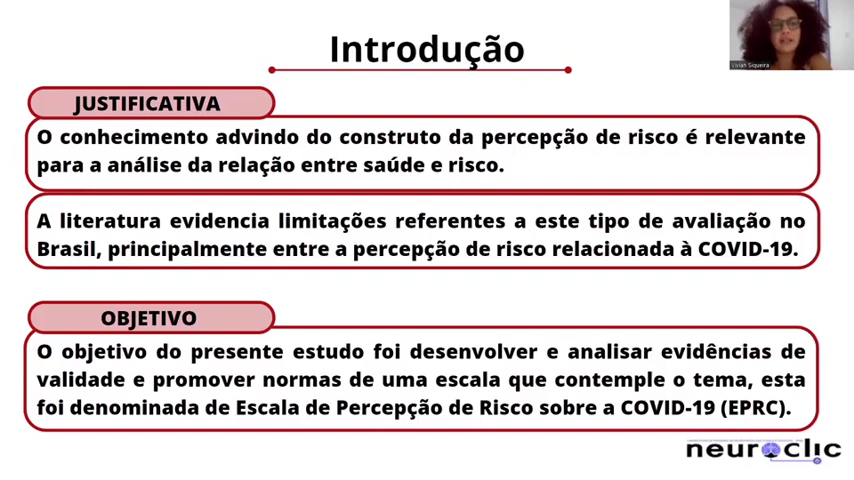 Introdução
Vivian Siqueira
JUSTIFICATIVA
O conhecimento advindo do construto da percepção de risco é relevante
para a análise da relação entre saúde e risco.
A literatura evidencia limitações referentes a este tipo de avaliação no
Brasil, principalmente entre a percepção de risco relacionada à COVID-19.
OBJETIVO
O objetivo do presente estudo foi desenvolver e analisar evidências de
validade e promover normas de uma escala que contemple o tema, esta
foi denominada de Escala de Percepção de Risco sobre a COVID-19 (EPRC).
neuroclic